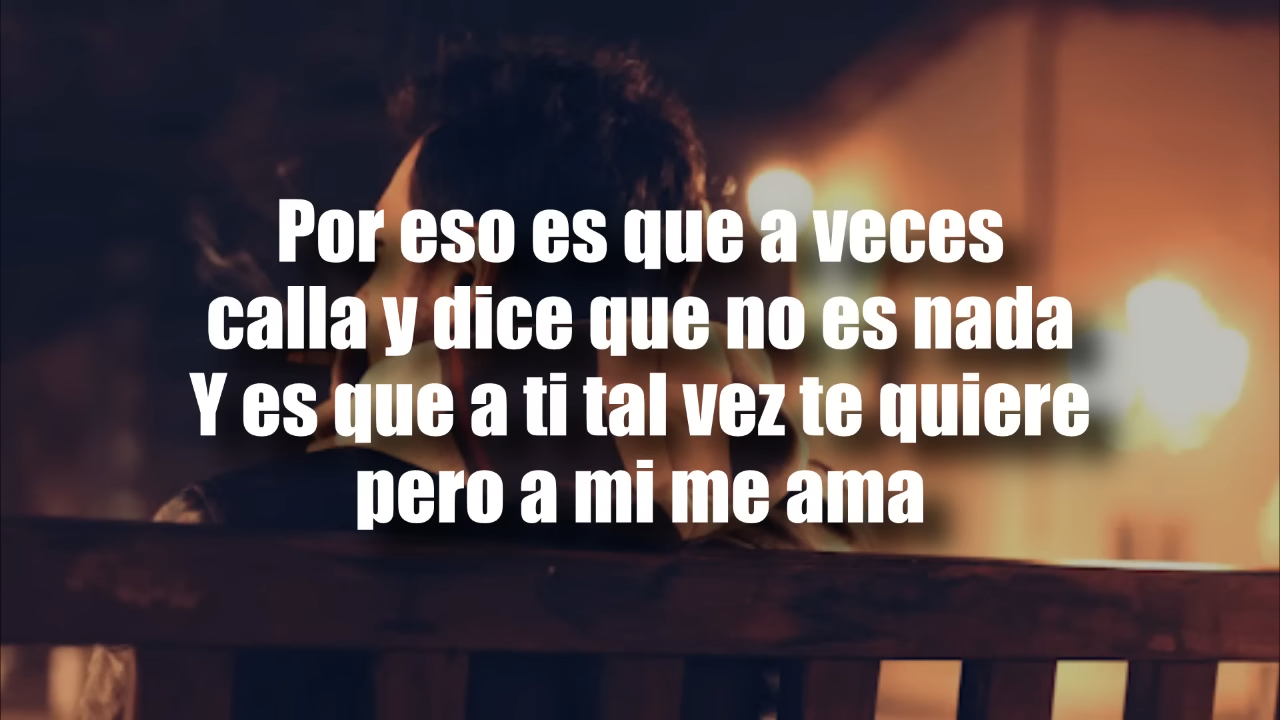 Por eso es que a veces
calla y dice que no es nada
Y es que a ti tal vez te quiere
pero a mi me ama